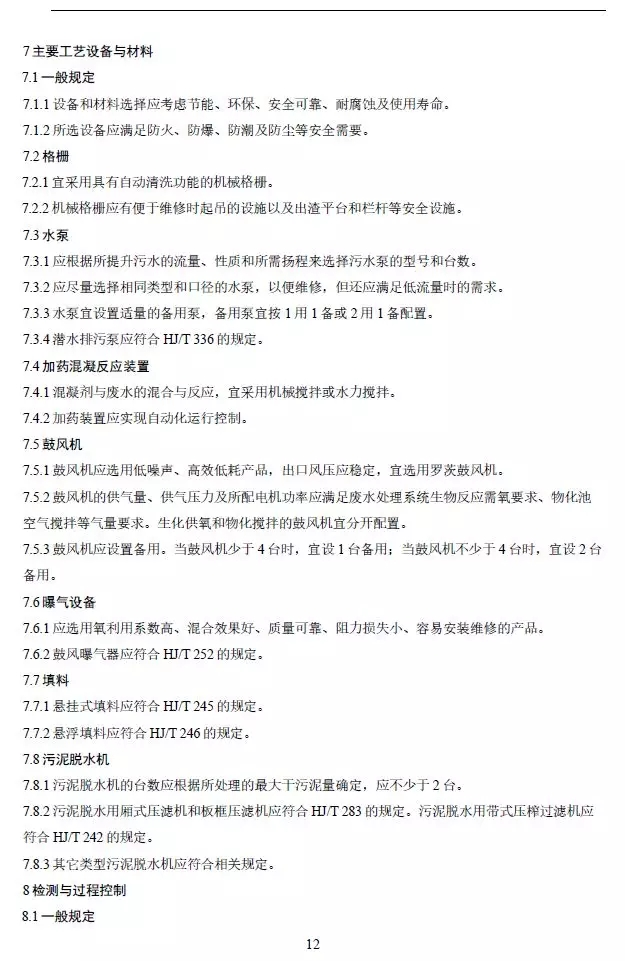 7 主要工艺设备与材料
7.1 一般规定
7.1.1 设备和材料选择应考虑节能、环保、安全可靠、耐腐蚀及使用寿命。
7.1.2 所选设备应满足防火、防爆、防潮及防尘等安全需要。
7.2 格栅
7.2.1 宜采用具有自动清洗功能的机械格栅。
7.2.2 机械格栅应有便于维修时起吊的设施以及出渣平台和栏杆等安全设施。
7.3 水泵
7.3.1 应根据所提升污水的流量、性质和所需扬程来选择污水泵的型号和台数。
7.3.2 应尽量选择相同类型和口径的水泵，以便维修，但还应满足低流量时的需求。
7.3.3 水泵宜设置适量的备用泵，备用泵宜按 1 用 1 备或 2 用 1 备配置。
7.3.4 潜水排污泵应符合 HJ/T 336 的规定。
7.4 加药混凝反应装置
7.4.1 混凝剂与废水的混合与反应，宜采用机械搅拌或水力搅拌。
7.4.2 加药装置应实现自动化运行控制。
7.5 鼓风机
7.5.1 鼓风机应选用低噪声、高效低耗产品，出口风压应稳定，宜选用罗茨鼓风机。
7.5.2 鼓风机的供气量、供气压力及所配电机功率应满足废水处理系统生物反应需氧要求、物化池
空气搅拌等气量要求。生化供氧和物化搅拌的鼓风机宜分开配置。
7.5.3 鼓风机应设置备用。当鼓风机少于 4 台时，宜设 1 台备用；当鼓风机不少于 4 台时，宜设 2 台
备用。
7.6 曝气设备
7.6.1 应选用氧利用系数高、混合效果好、质量可靠、阻力损失小、容易安装维修的产品。
7.6.2 鼓风曝气器应符合 HJ/T 252 的规定。
7.7 填料
7.7.1 悬挂式填料应符合 HJ/T 245 的规定。
7.7.2 悬浮填料应符合 HJ/T 246 的规定。
7.8 污泥脱水机
7.8.1 污泥脱水机的台数应根据所处理的最大干污泥量确定，应不少于 2 台。
7.8.2 污泥脱水用厢式压滤机和板框压滤机应符合 HJ/T 283 的规定。污泥脱水用带式压榨过滤机应
符合 HJ/T 242 的规定。
7.8.3 其它类型污泥脱水机应符合相关规定。
8 检测与过程控制
8.1 一般规定
12